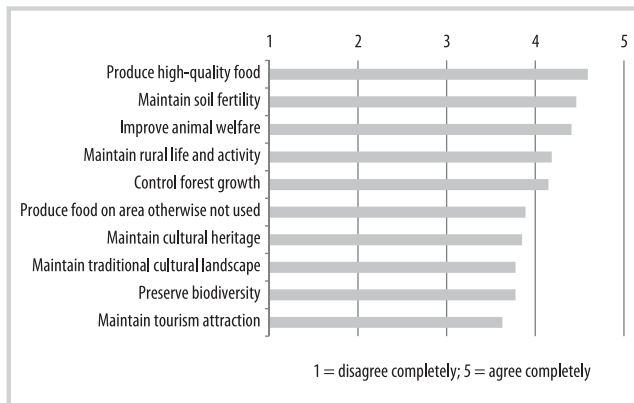 1 2 3 4 5
Produce high-quality food
Maintain soil fertility
Improve animal welfare
Maintain rural life and activity
Control forest growth
Produce food on area otherwise not used
Maintain cultural heritage
Maintain traditional cultural landscape
Preserve biodiversity
Maintain tourism attraction
1 = disagree completely; 5 = agree completely